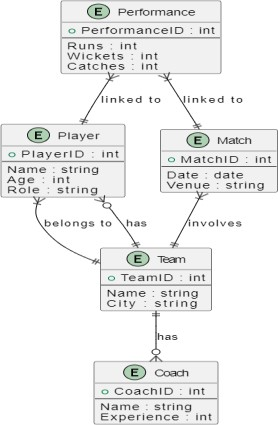 E Performance
PerformanceID : int
Runs : int
Wickets : int
Catches : int
linked to
linked to
E Player
PlayerID : int
Name : string
Age : int
Role : string
E Match
MatchID : int
Date : date
Venue : string
belongs to
has
involves
E Team
TeamID : int
Name : string
City : string
has
E Coach
CoachID : int
Name : string
Experience : int